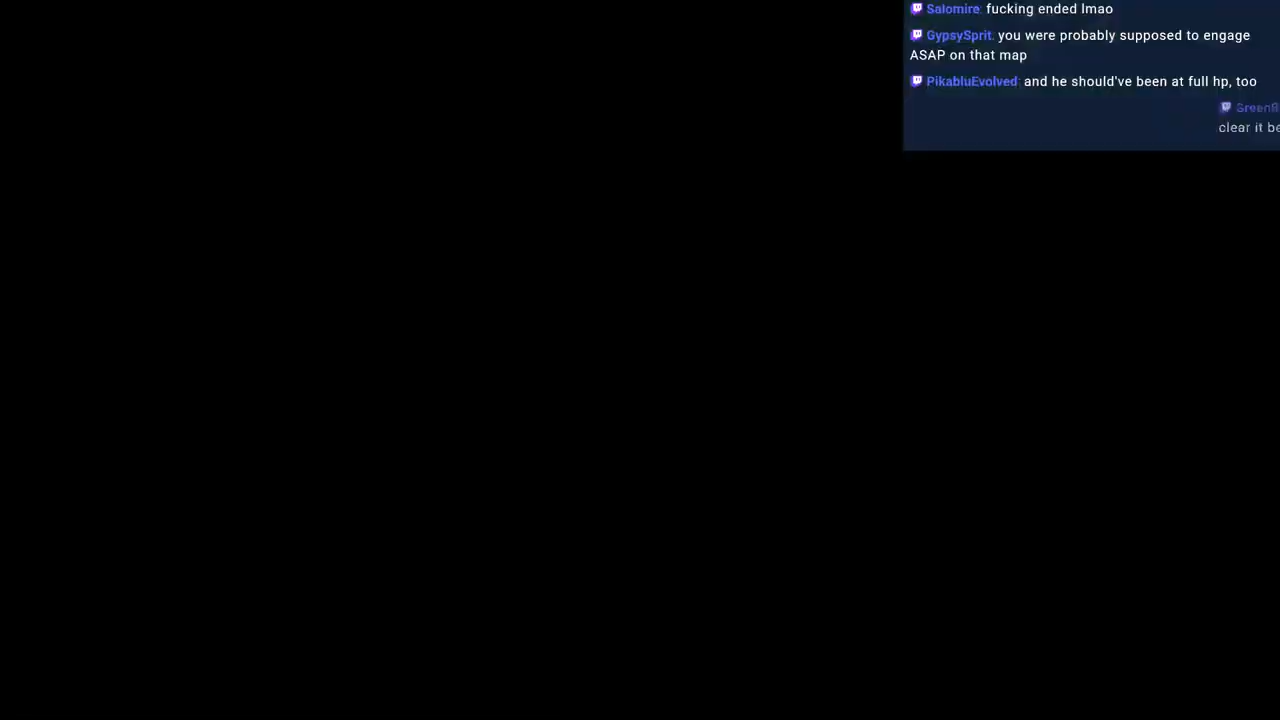 Salomire: fucking ended lmao
GypsySprit: you were probably supposed to engage
ASAP on that map
PikabluEvolved: and he should've been at full hp, too
clear it